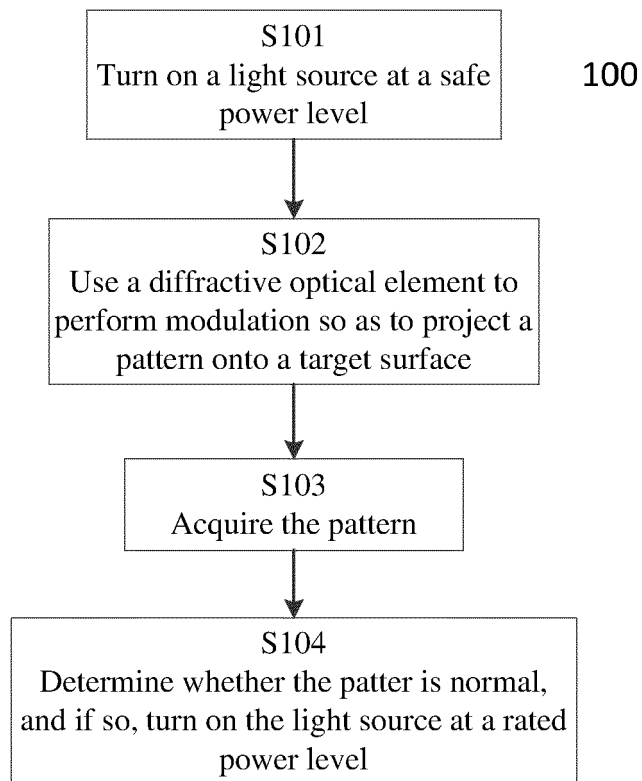 S101
Turn on a light source at a safe
power level
100
S102
Use a diffractive optical element to
perform modulation so as to project a
pattern onto a target surface
S103
Acquire the pattern
S104
Determine whether the patter is normal,
and if so, turn on the light source at a rated
power level